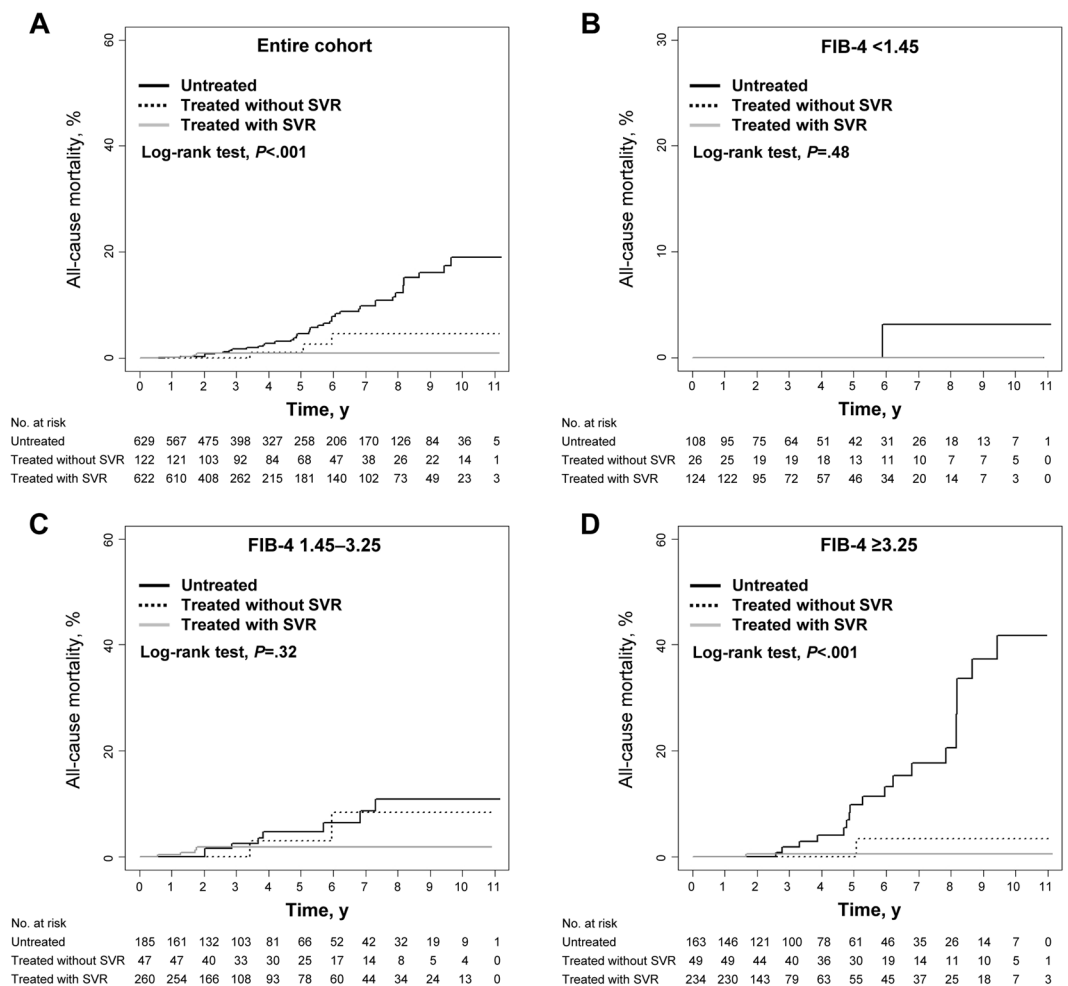 A
Entire cohort
Untreated
Treated without SVR
Treated with SVR
Log-rank test, P<.001
All-cause mortality, %
60
40
20
0
0 1 2 3 4 5 6 7 8 9 10 11
Time, y
No. at risk
Untreated 629 567 475 398 327 258 206 170 126 84 36 5
Treated without SVR 122 121 103 92 84 68 47 38 26 22 14 1
Treated with SVR 622 610 408 262 215 181 140 102 73 49 23 3
B
FIB-4 <1.45
Untreated
Treated without SVR
Treated with SVR
Log-rank test, P=.48
All-cause mortality, %
30
20
10
0
0 1 2 3 4 5 6 7 8 9 10 11
Time, y
No. at risk
Untreated 108 95 75 64 51 42 31 26 18 13 7 1
Treated without SVR 26 25 19 19 18 13 11 10 7 7 5 0
Treated with SVR 124 122 95 72 57 46 34 20 14 7 3 0
C
FIB-4 1.45–3.25
Untreated
Treated without SVR
Treated with SVR
Log-rank test, P=.32
All-cause mortality, %
60
40
20
0
0 1 2 3 4 5 6 7 8 9 10 11
Time, y
No. at risk
Untreated 185 161 132 103 81 66 52 42 32 19 9 1
Treated without SVR 47 47 40 33 30 25 17 14 8 5 4 0
Treated with SVR 260 254 166 108 93 78 60 44 34 24 13 0
D
FIB-4 ≥3.25
Untreated
Treated without SVR
Treated with SVR
Log-rank test, P<.001
All-cause mortality, %
60
40
20
0
0 1 2 3 4 5 6 7 8 9 10 11
Time, y
No. at risk
Untreated 163 146 121 100 78 61 46 35 26 14 7 0
Treated without SVR 49 49 44 40 36 30 19 14 11 10 5 1
Treated with SVR 234 230 143 79 63 55 45 37 25 18 7 3